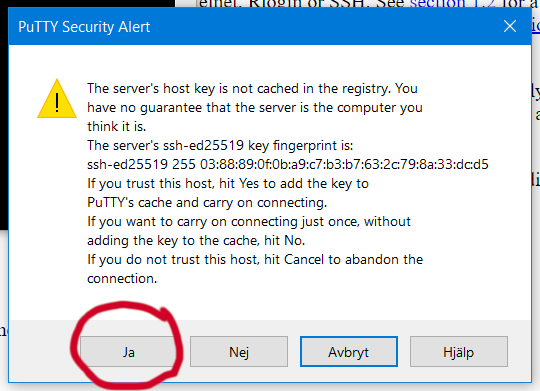 elnet, Rlogin or SSH. See section 1.2 for a
PuTTY Security Alert
The server's host key is not cached in the registry. You
have no guarantee that the server is the computer you
think it is.
The server's ssh-ed25519 key fingerprint is:
ssh-ed25519 255 03:88:89:0f:0b:a9:c7:b3:b7:63:2c:79:8a:33:dc:d5
If you trust this host, hit Yes to add the key to
PuTTY's cache and carry on connecting.
If you want to carry on connecting just once, without
adding the key to the cache, hit No.
If you do not trust this host, hit Cancel to abandon the
connection.
Ja
Nej
Avbryt
Hjälp